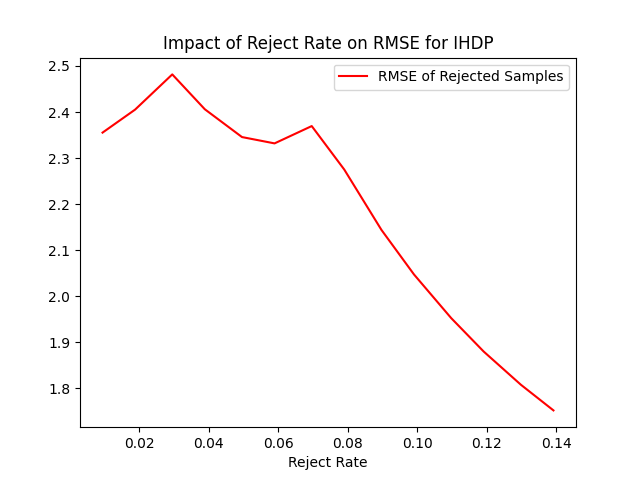 Impact of Reject Rate on RMSE for IHDP
RMSE of Rejected Samples
2.5
2.4
2.3
2.2
2.1
2.0
1.9
1.8
0.02 0.04 0.06 0.08 0.10 0.12 0.14
Reject Rate